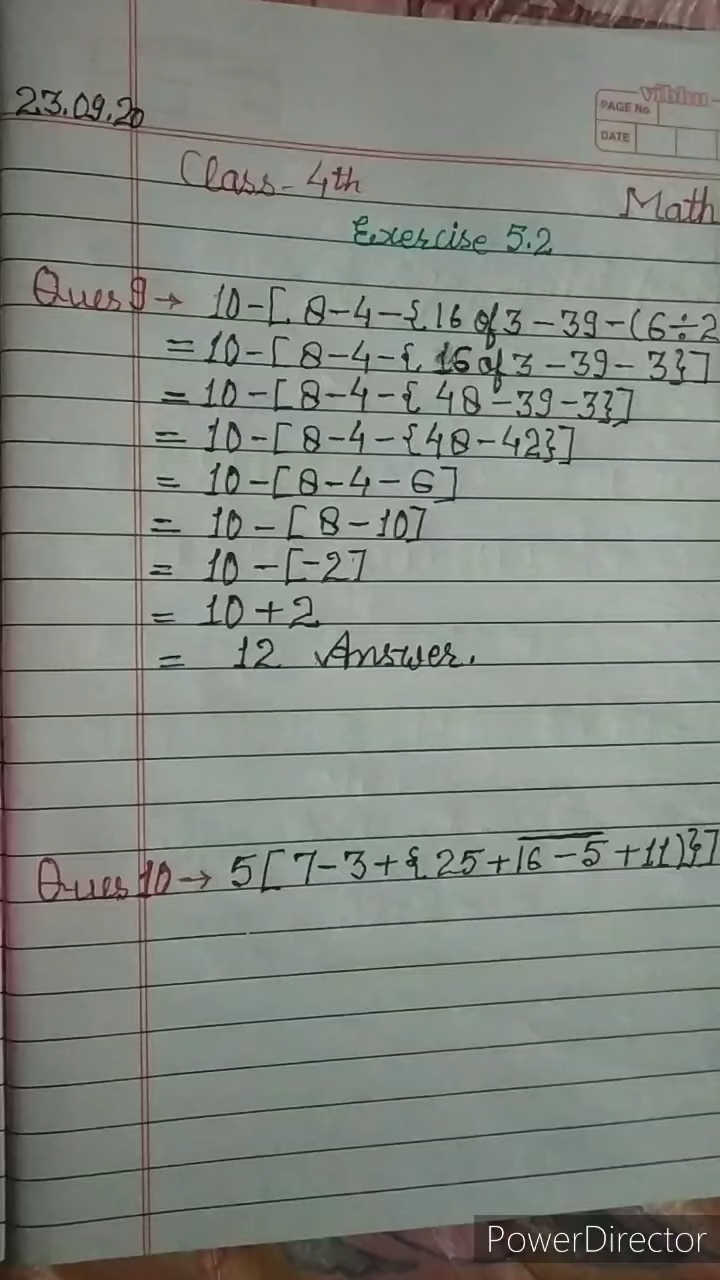 vibhu
PAGE No
DATE
23.09.20
Class-4th
Math
Exercise 5.2
Ques 9→ 10-[8-4-{16 of 3-39-(6÷2
=10-[8-4-{16 of 3-39-3}]
=10-[8-4-{48-39-3}]
=10-[8-4-{48-42}]
= 10-[8-4-6]
= 10-[8-10]
= 10-[-2]
= 10+2
= 12 Answer.
Ques 10→ 5[7-3+{25+16-5+11)}]
PowerDirector